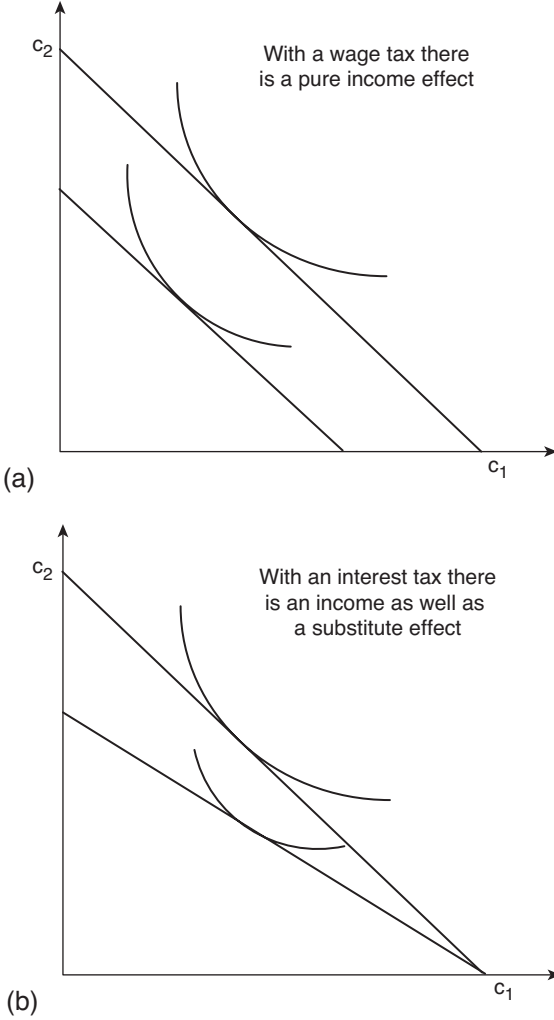 c2
With a wage tax there
is a pure income effect
c1
(a)
c2
With an interest tax there
is an income as well as
a substitute effect
c1
(b)